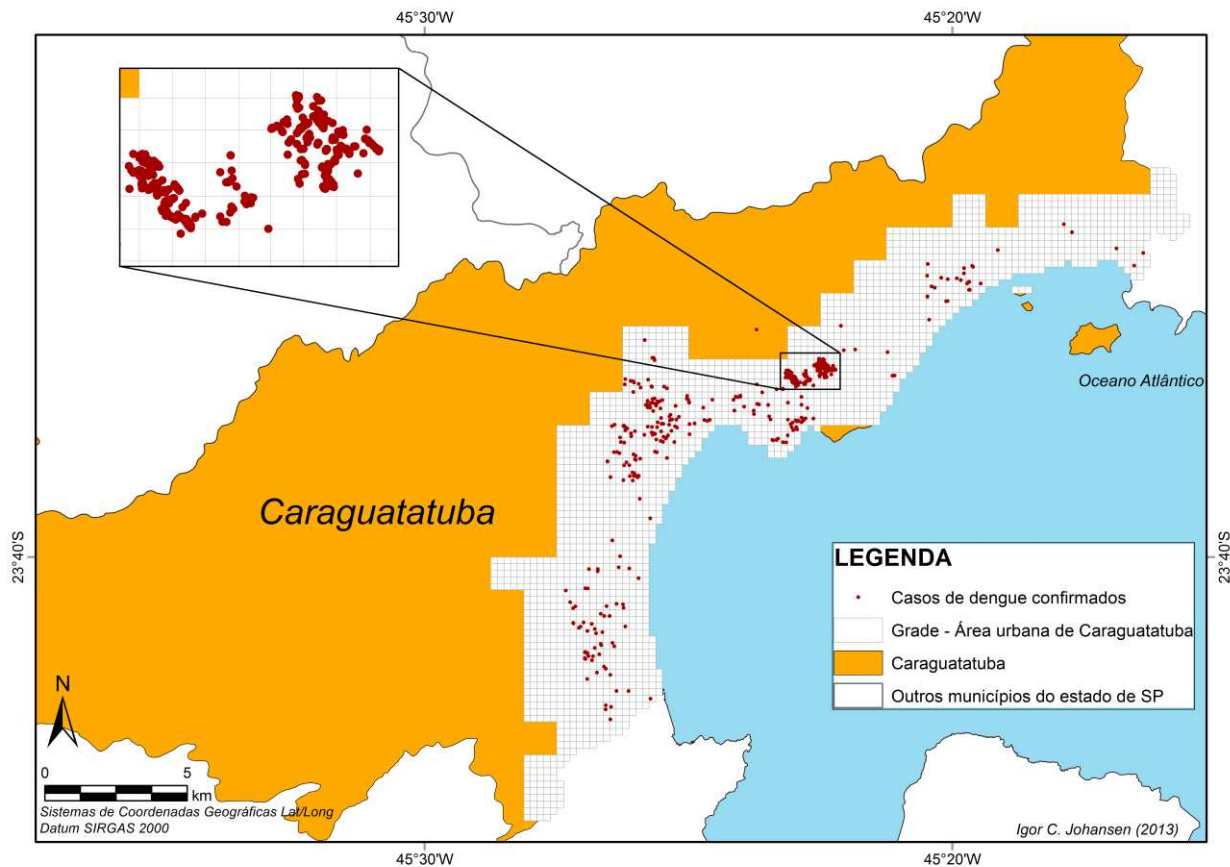 45°30'W
45°20'W
Oceano Atlântico
Caraguatatuba
23°40'S
23°40'S
LEGENDA
Casos de dengue confirmados
Grade - Área urbana de Caraguatatuba
Caraguatatuba
Outros municípios do estado de SP
N
0
5
km
Sistemas de Coordenadas Geográficas Lat/Long
Datum SIRGAS 2000
Igor C. Johansen (2013)
45°30'W
45°20'W